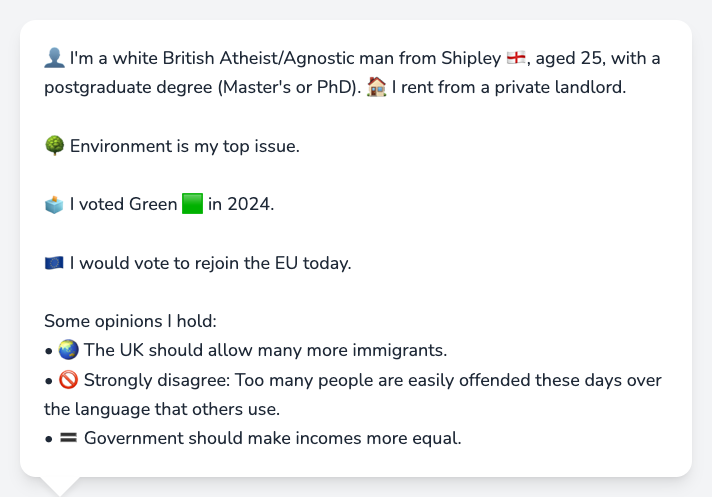 👤 I'm a white British Atheist/Agnostic man from Shipley 🏴󠁧󠁢󠁥󠁮󠁧󠁿, aged 25, with a
postgraduate degree (Master's or PhD). 🏠 I rent from a private landlord.
🌳 Environment is my top issue.
🗳️ I voted Green 🟩 in 2024.
🇪🇺 I would vote to rejoin the EU today.
Some opinions I hold:
• 🌏 The UK should allow many more immigrants.
• 🚫 Strongly disagree: Too many people are easily offended these days over
the language that others use.
• 🟰 Government should make incomes more equal.